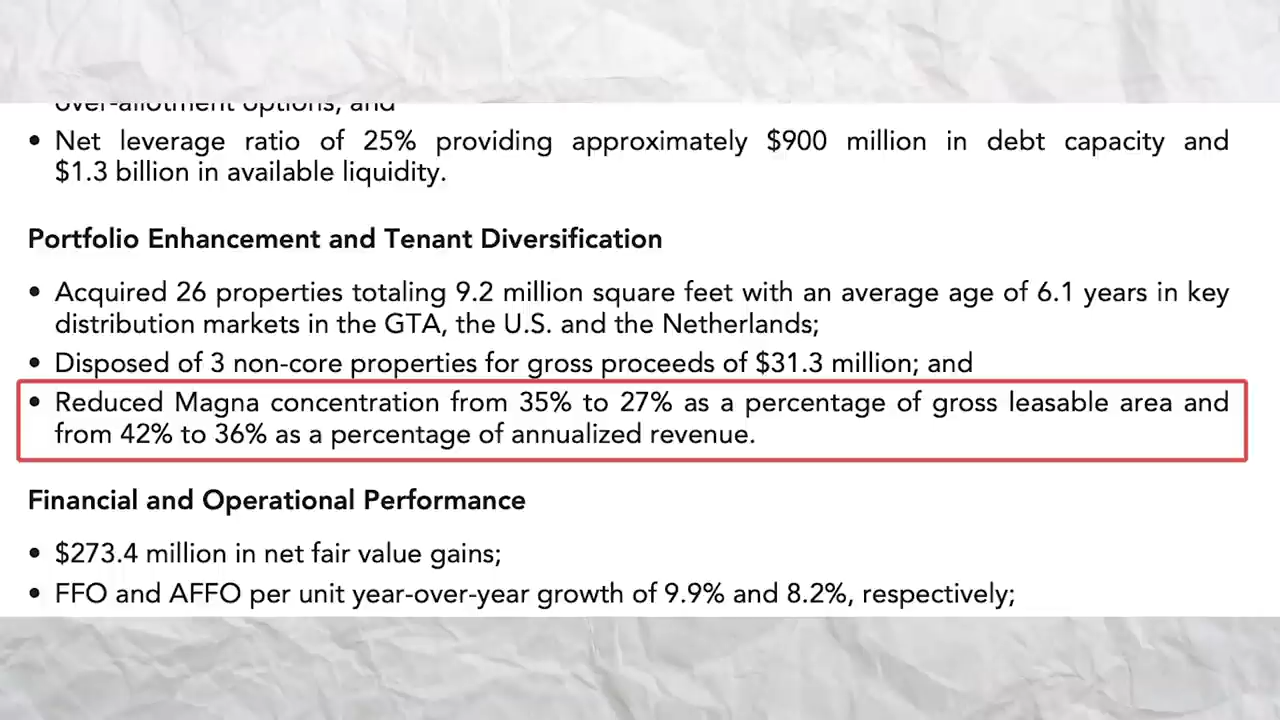 over-allotment options; and
• Net leverage ratio of 25% providing approximately $900 million in debt capacity and
$1.3 billion in available liquidity.
Portfolio Enhancement and Tenant Diversification
• Acquired 26 properties totaling 9.2 million square feet with an average age of 6.1 years in key
distribution markets in the GTA, the U.S. and the Netherlands;
• Disposed of 3 non-core properties for gross proceeds of $31.3 million; and
• Reduced Magna concentration from 35% to 27% as a percentage of gross leasable area and
from 42% to 36% as a percentage of annualized revenue.
Financial and Operational Performance
• $273.4 million in net fair value gains;
• FFO and AFFO per unit year-over-year growth of 9.9% and 8.2%, respectively;